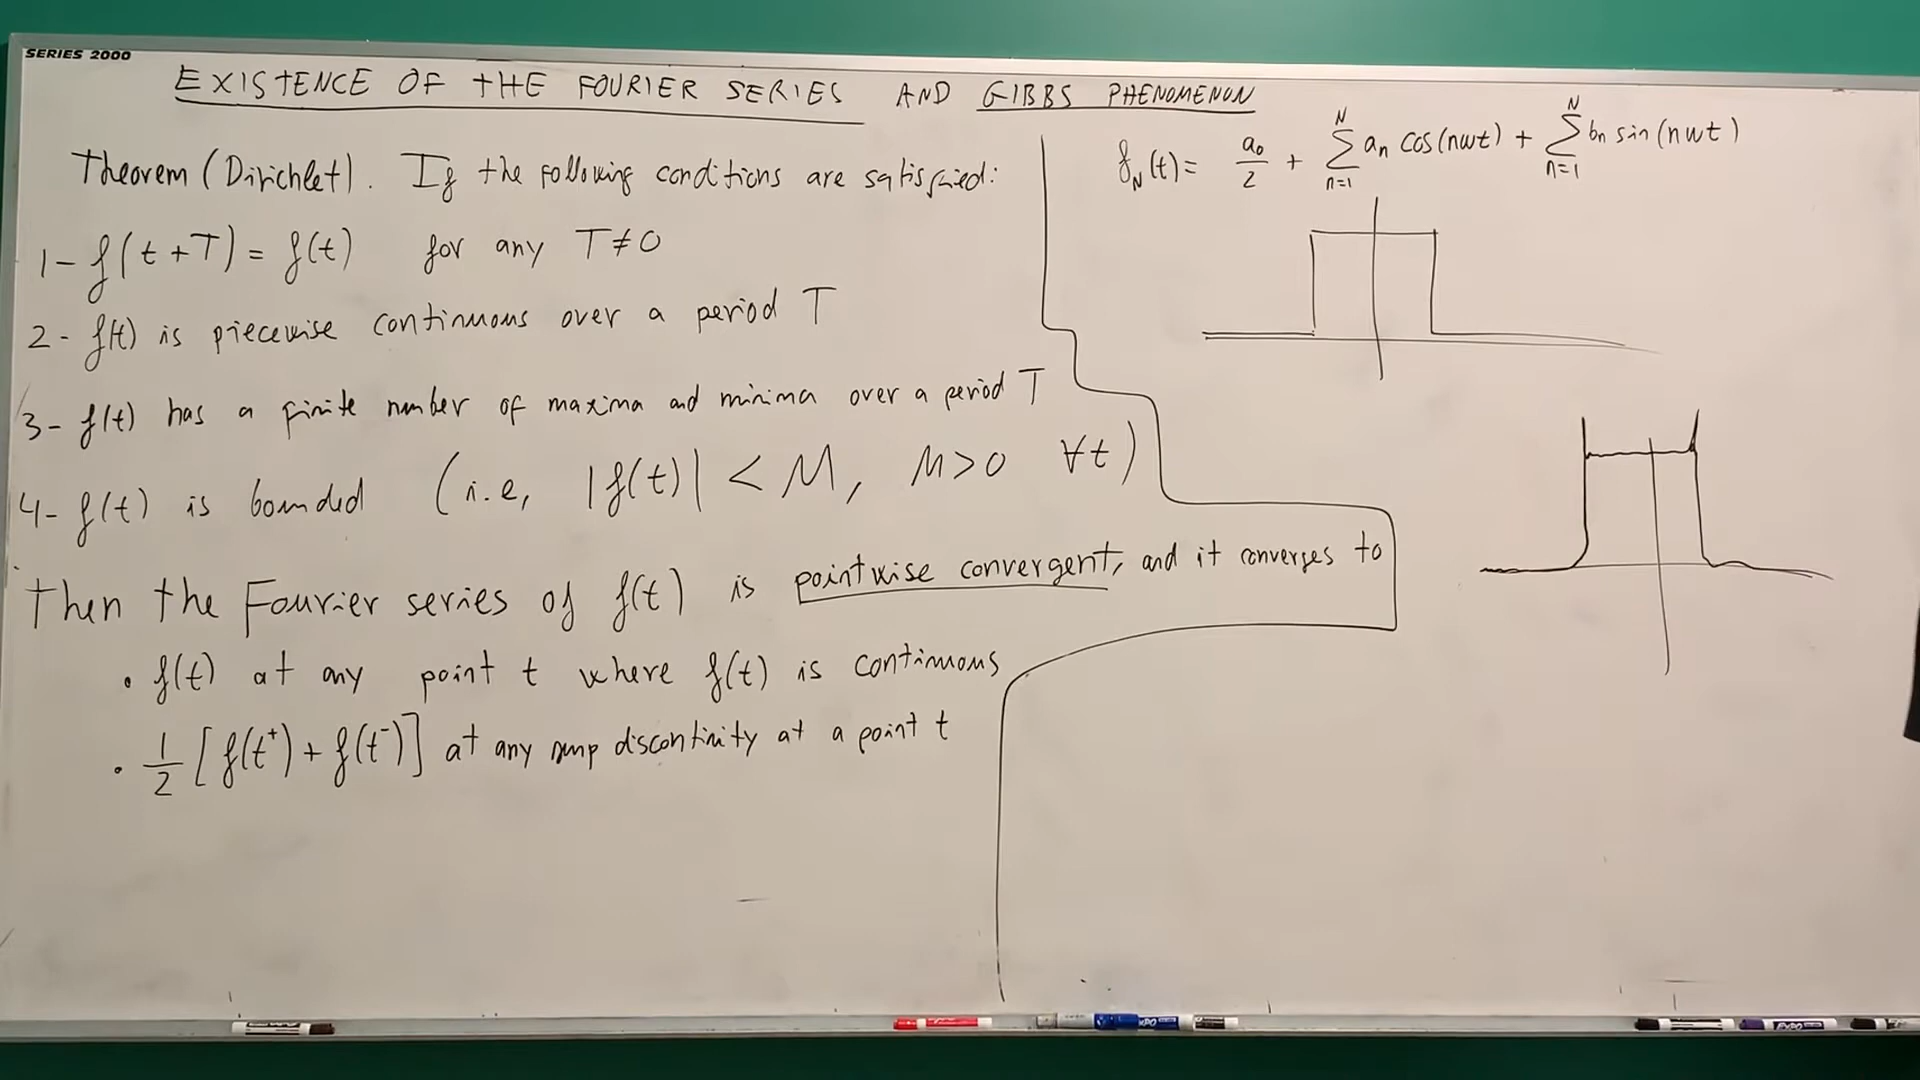 SERIES 2000
EXISTENCE OF THE FOURIER SERIES AND GIBBS PHENOMENON
Theorem (Dirichlet). If the following conditions are satisfied:
1- f(t+T) = f(t) for any T≠0
2- f(t) is piecewise continuous over a period T
3- f(t) has a finite number of maxima and minima over a period T
4- f(t) is bounded (i.e, |f(t)| < M, M>0 ∀t)
Then the Fourier series of f(t) is pointwise convergent, and it converges to
• f(t) at any point t where f(t) is continuous
• 1/2 [f(t⁺) + f(t⁻)] at any jump discontinity at a point t
f_N(t) = a₀/2 + Σ_{n=1}^{N} aₙ cos(nωt) + Σ_{n=1}^{N} bₙ sin(nωt)
EXPO
EXPO